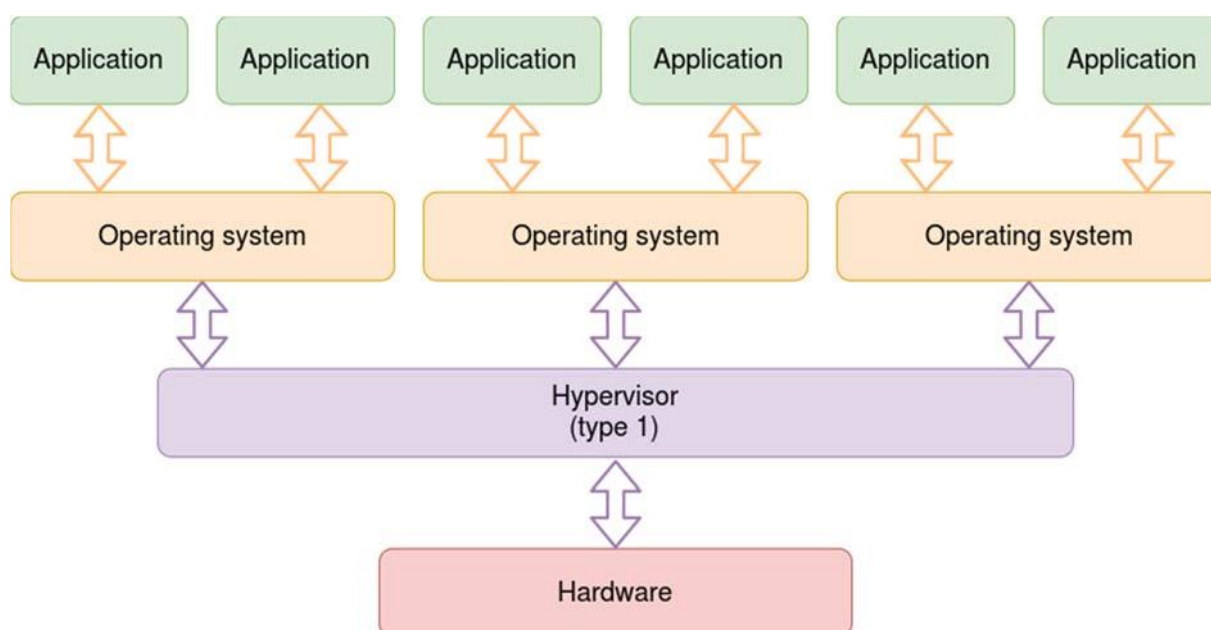 Application
Application
Application
Application
Application
Application
Operating system
Operating system
Operating system
Hypervisor
(type 1)
Hardware